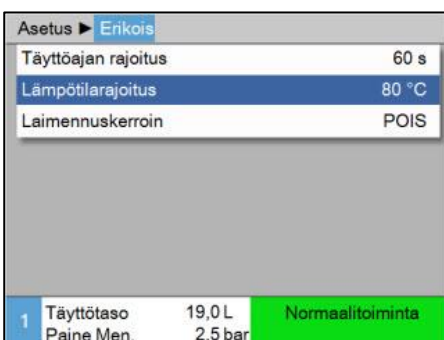 Asetus ► Erikois
Täyttöajan rajoitus 60 s
Lämpötilarajoitus 80 °C
Laimennuskerroin POIS
1 Täyttötaso 19,0 L Normaalitoiminta
Paine Men. 2,5 bar